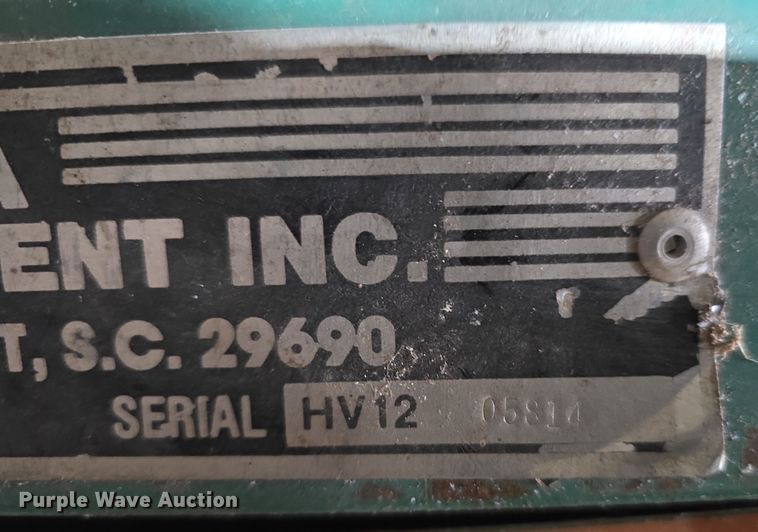 A
ENT INC.
T, S.C. 29690
SERIAL HV12 05814
Purple Wave Auction